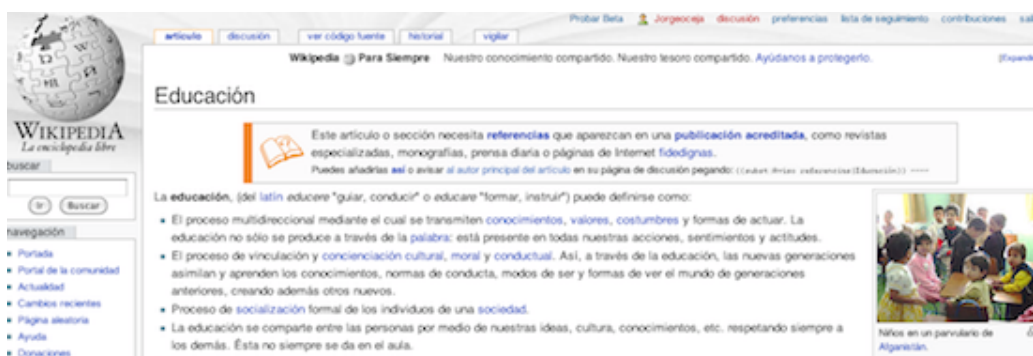 Probar Beta Jorgeoceja discusión preferencias lista de seguimiento contribuciones
artículo discusión ver código fuente historial vigilar
Wikipedia Para Siempre Nuestro conocimiento compartido. Nuestro tesoro compartido. Ayúdanos a protegerlo.
Educación
Este artículo o sección necesita referencias que aparezcan en una publicación acreditada, como revistas
especializadas, monografías, prensa diaria o páginas de Internet fidedignas.
Puedes añadirlas así o avisar al autor principal del artículo en su página de discusión pegando: {{subst:Aviso referencias|Educación}} ~~~~
WIKIPEDIA
La enciclopedia libre
buscar
Ir Buscar
navegación
Portada
Portal de la comunidad
Actualidad
Cambios recientes
Página aleatoria
Ayuda
Donaciones
La educación, (del latín educere "guiar, conducir" o educare "formar, instruir") puede definirse como:
El proceso multidireccional mediante el cual se transmiten conocimientos, valores, costumbres y formas de actuar. La
educación no sólo se produce a través de la palabra: está presente en todas nuestras acciones, sentimientos y actitudes.
El proceso de vinculación y concienciación cultural, moral y conductual. Así, a través de la educación, las nuevas generaciones
asimilan y aprenden los conocimientos, normas de conducta, modos de ser y formas de ver el mundo de generaciones
anteriores, creando además otros nuevos.
Proceso de socialización formal de los individuos de una sociedad.
La educación se comparte entre las personas por medio de nuestras ideas, cultura, conocimientos, etc. respetando siempre a
los demás. Ésta no siempre se da en el aula.
Niños en un parvulario de
Afganistán.